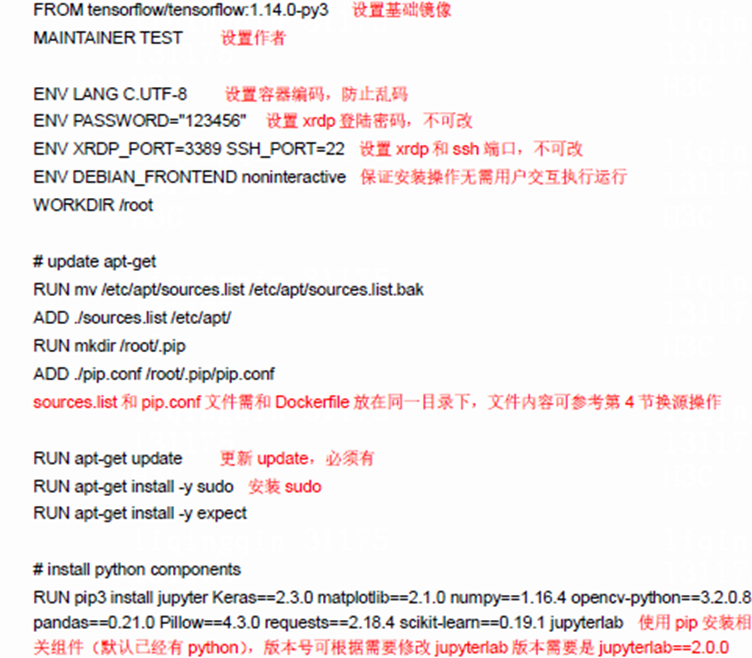 FROM tensorflow/tensorflow:1.14.0-py3 设置基础镜像
MAINTAINER TEST 设置作者
ENV LANG C.UTF-8 设置容器编码，防止乱码
ENV PASSWORD="123456" 设置 xrdp 登陆密码，不可改
ENV XRDP_PORT=3389 SSH_PORT=22 设置 xrdp 和 ssh 端口，不可改
ENV DEBIAN_FRONTEND noninteractive 保证安装操作无需用户交互执行运行
WORKDIR /root
# update apt-get
RUN mv /etc/apt/sources.list /etc/apt/sources.list.bak
ADD ./sources.list /etc/apt/
RUN mkdir /root/.pip
ADD ./pip.conf /root/.pip/pip.conf
sources.list 和 pip.conf 文件需和 Dockerfile 放在同一目录下，文件内容可参考第 4 节换源操作
RUN apt-get update 更新 update，必须有
RUN apt-get install -y sudo 安装 sudo
RUN apt-get install -y expect
# install python components
RUN pip3 install jupyter Keras==2.3.0 matplotlib==2.1.0 numpy==1.16.4 opencv-python==3.2.0.8
pandas==0.21.0 Pillow==4.3.0 requests==2.18.4 scikit-learn==0.19.1 jupyterlab 使用 pip 安装相
关组件（默认已经有 python），版本号可根据需要修改 jupyterlab 版本需要是 jupyterlab==2.0.0